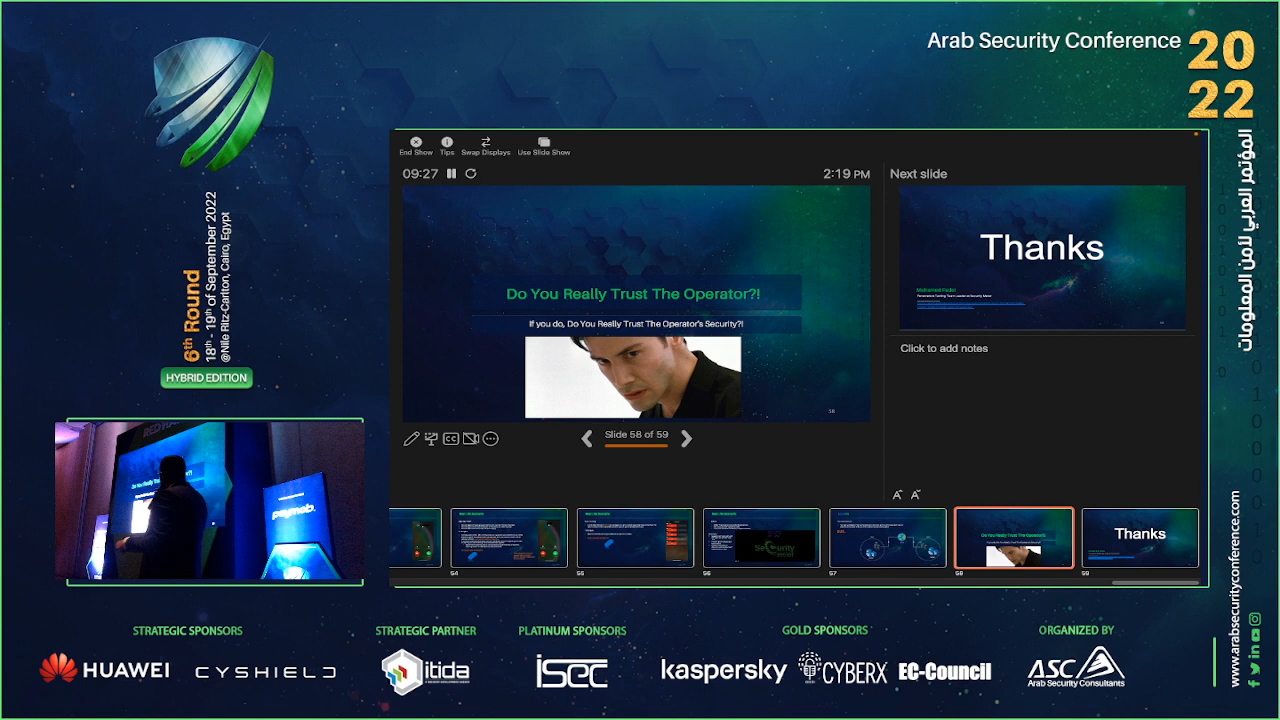 Arab Security Conference
20
22
المؤتمر العربي لأمن المعلومات
6th Round
18th - 19th of September 2022
@Nile Ritz-Carlton, Cairo, Egypt
HYBRID EDITION
End Show
Tips
Swap Displays
Use Slide Show
09:27
2:19 PM
Do You Really Trust The Operator?!
If you do, Do You Really Trust The Operator's Security?!
58
Slide 58 of 59
Next slide
Thanks
Mohamed Fadel
Click to add notes
54
55
56
57
58
59
Thanks
paymob.
STRATEGIC SPONSORS
HUAWEI
CYSHIELD
STRATEGIC PARTNER
itida
PLATINUM SPONSORS
isec
GOLD SPONSORS
kaspersky
CYBERX
EC-Council
ORGANIZED BY
ASC
Arab Security Consultants
www.arabsecurityconference.com